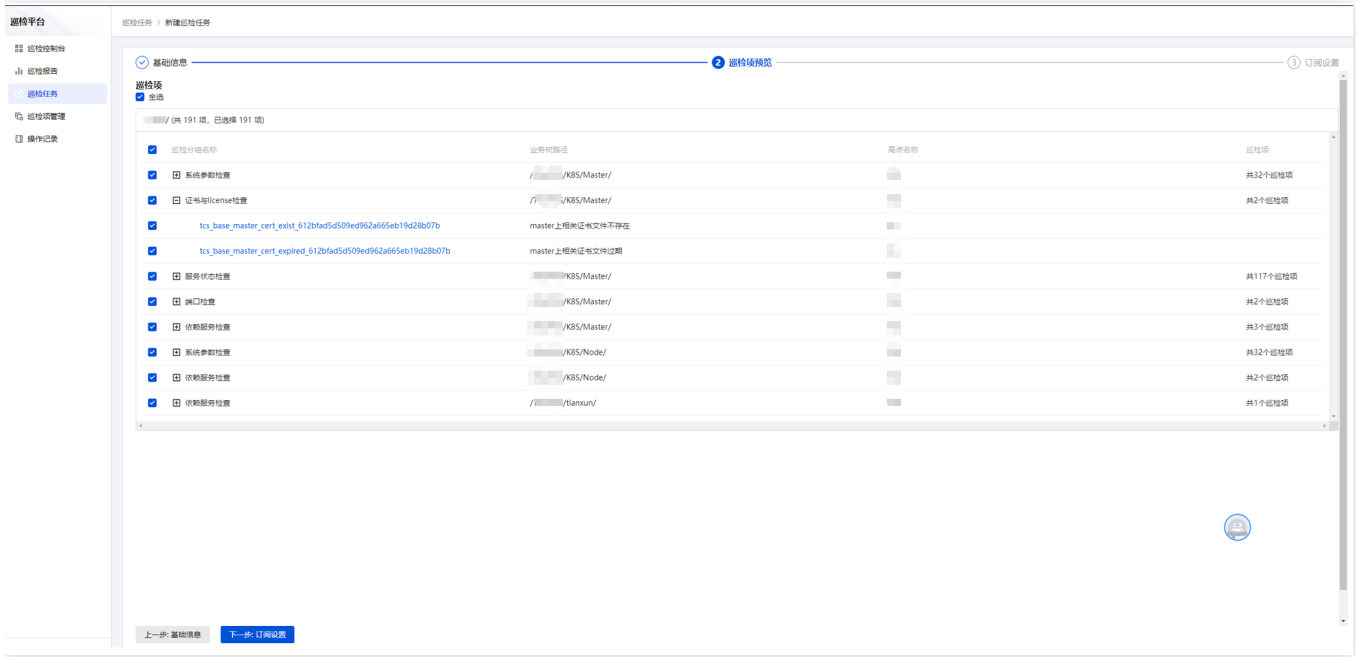 巡检平台
巡检任务 > 新建巡检任务
巡检控制台
巡检报告
巡检任务
巡检项管理
操作记录
基础信息
2 巡检项预览
3 订阅设置
巡检项
全选
/ (共 191 项，已选择 191 项)
巡检分组名称 业务树路径 局点名称 巡检项
系统参数检查 / /K8S/Master/ 共32个巡检项
证书与license检查 / /K8S/Master/ 共2个巡检项
tcs_base_master_cert_exist_612bfad5d509ed962a665eb19d28b07b master上相关证书文件不存在
tcs_base_master_cert_expired_612bfad5d509ed962a665eb19d28b07b master上相关证书文件过期
服务状态检查 /K8S/Master/ 共117个巡检项
端口检查 /K8S/Master/ 共2个巡检项
依赖服务检查 /K8S/Master/ 共3个巡检项
系统参数检查 /K8S/Node/ 共32个巡检项
依赖服务检查 /K8S/Node/ 共2个巡检项
依赖服务检查 / /tianxun/ 共1个巡检项
上一步: 基础信息 下一步: 订阅设置